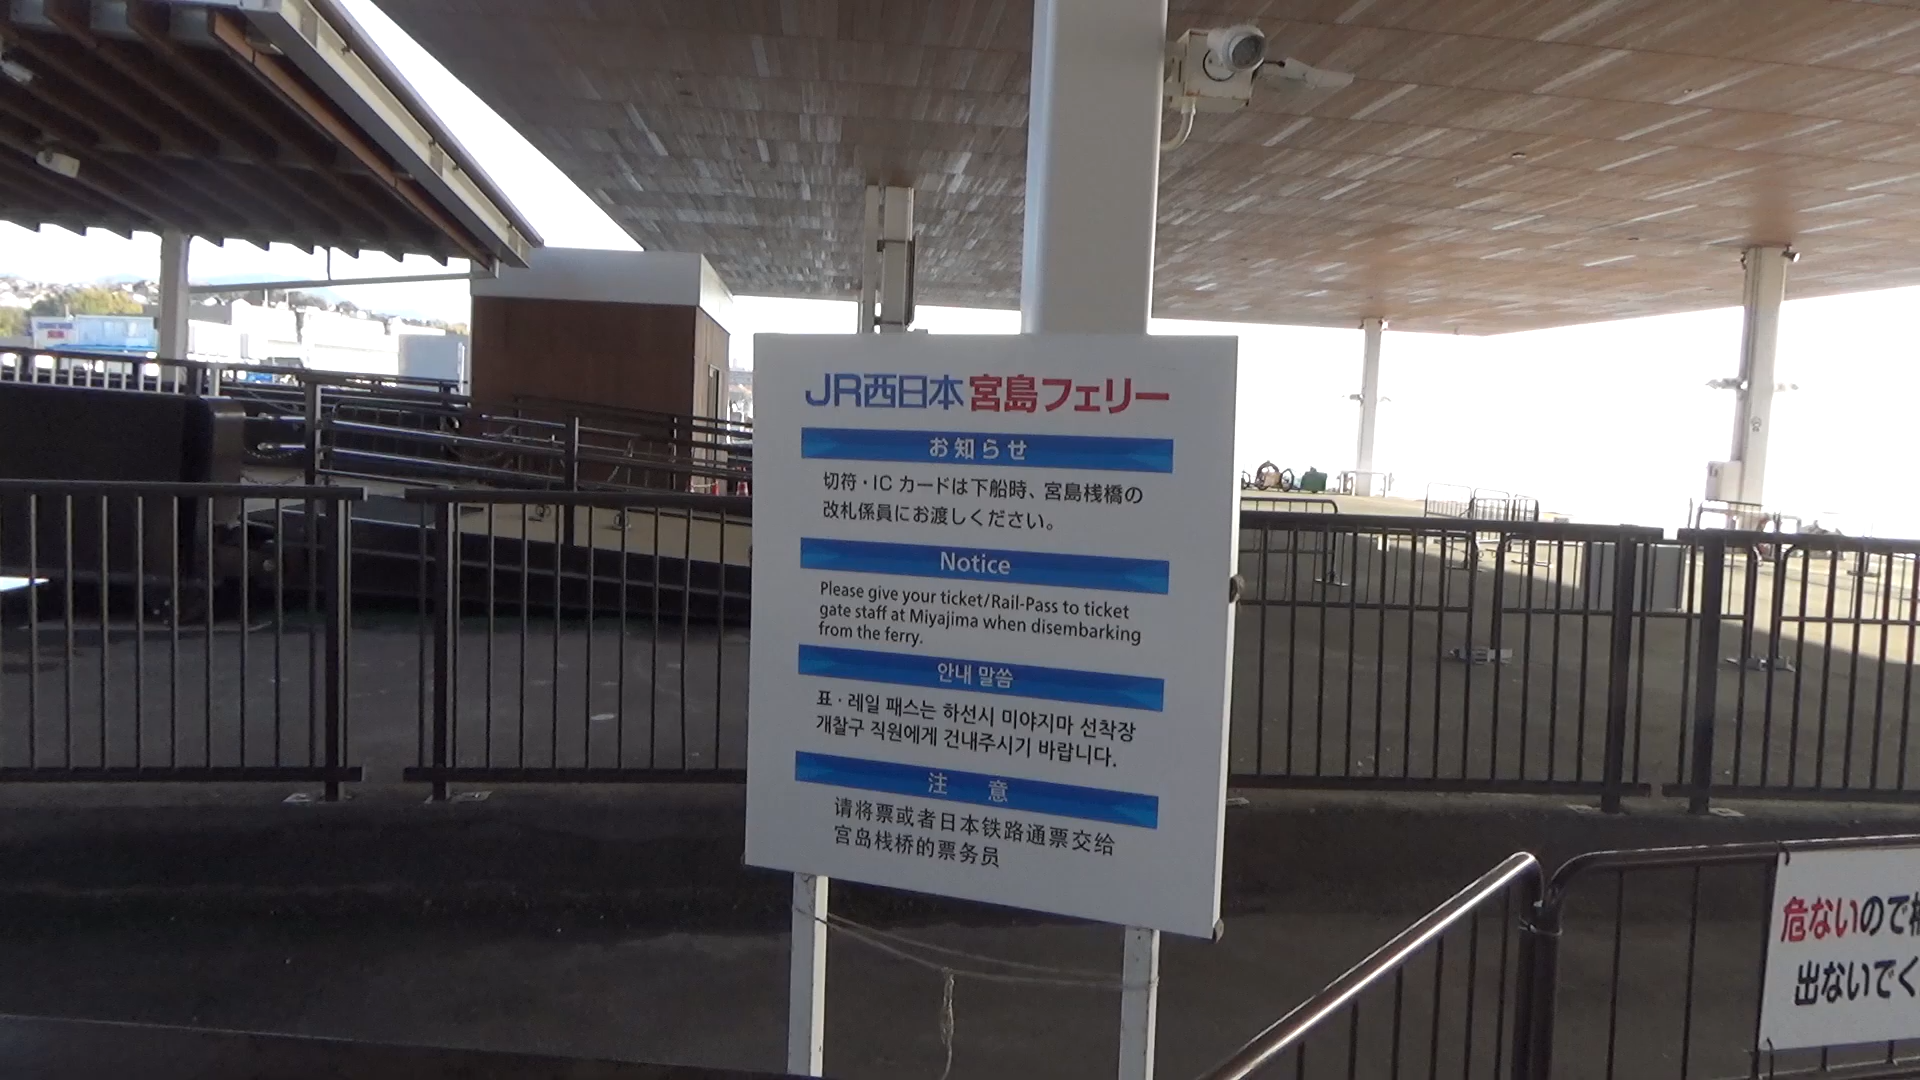 JR西日本 宮島フェリー
お知らせ
切符・ICカードは下船時、宮島桟橋の
改札係員にお渡しください。
Notice
Please give your ticket/Rail-Pass to ticket
gate staff at Miyajima when disembarking
from the ferry.
안내 말씀
표・레일 패스는 하선시 미야지마 선착장
개찰구 직원에게 건내주시기 바랍니다.
注 意
请将票或者日本铁路通票交给
宫岛栈桥的票务员
危ないので
出ないでく